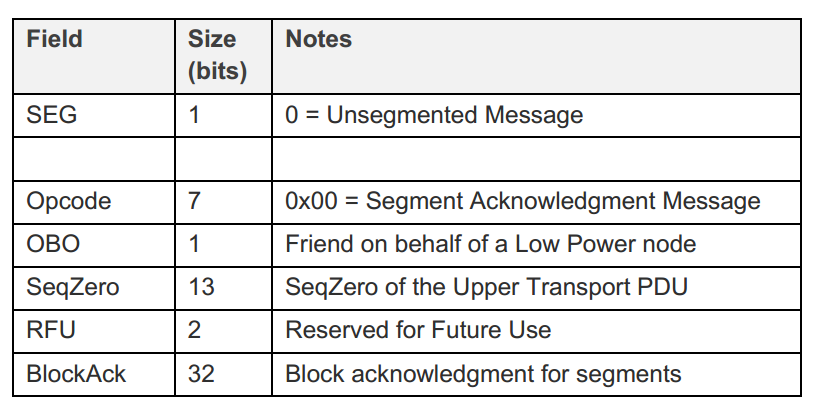 Field Size (bits) Notes
SEG 1 0 = Unsegmented Message
Opcode 7 0x00 = Segment Acknowledgment Message
OBO 1 Friend on behalf of a Low Power node
SeqZero 13 SeqZero of the Upper Transport PDU
RFU 2 Reserved for Future Use
BlockAck 32 Block acknowledgment for segments